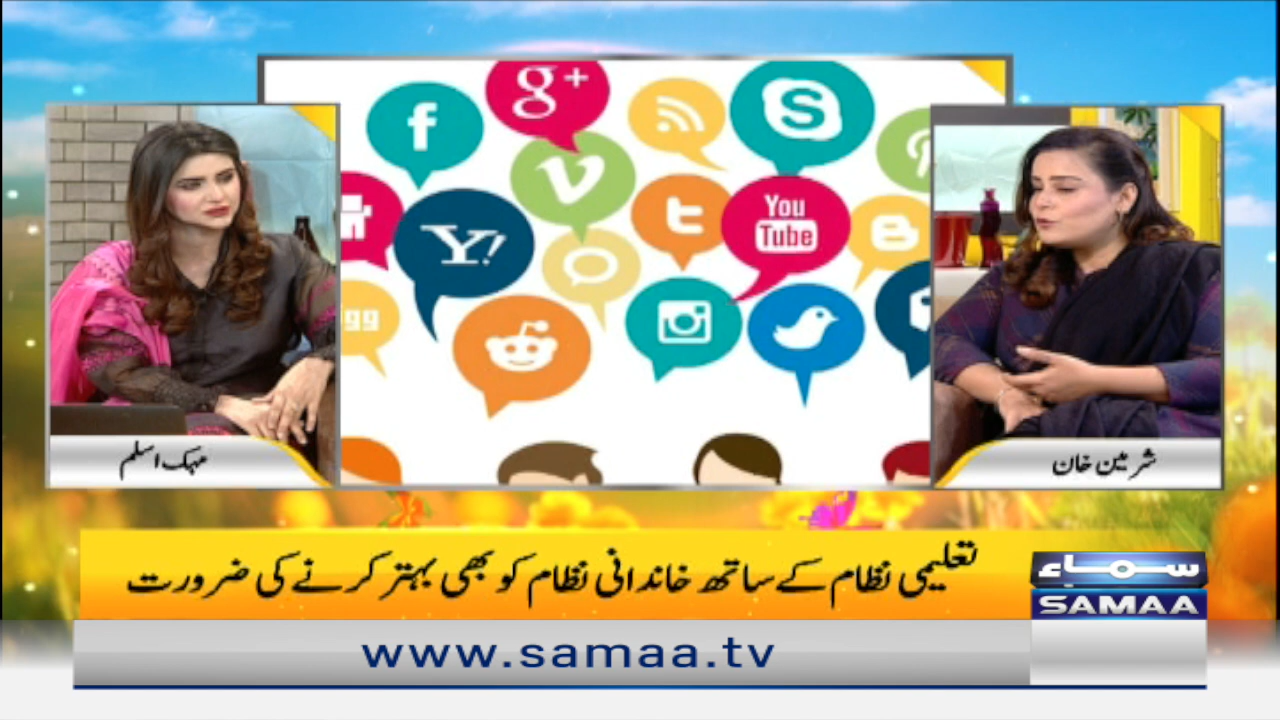 g+
f
S
V
You
Tube
Y!
t
B
gg
مہک اسلم
شرمین خان
تعلیمی نظام کے ساتھ خاندانی نظام کو بھی بہتر کرنے کی ضرورت
سماء
SAMAA
www.samaa.tv